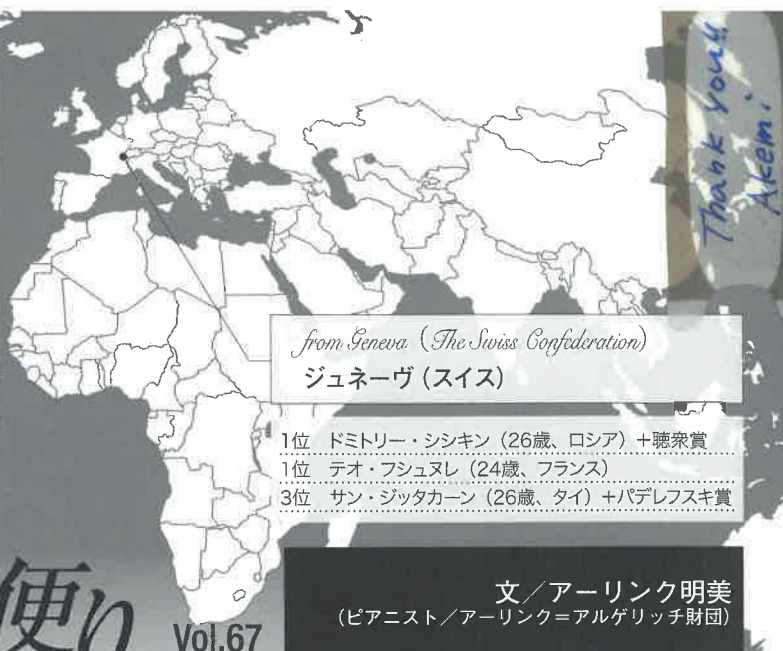 Thank you!!
Akemi
from Geneva (The Swiss Confederation)
ジュネーヴ（スイス）
1位 ドミトリー・シシキン（26歳、ロシア）＋聴衆賞
1位 テオ・フシュヌレ（24歳、フランス）
3位 サン・ジッタカーン（26歳、タイ）＋パデレフスキ賞
文／アーリンク明美
（ピアニスト／アーリンク＝アルゲリッチ財団）
便り
Vol.67